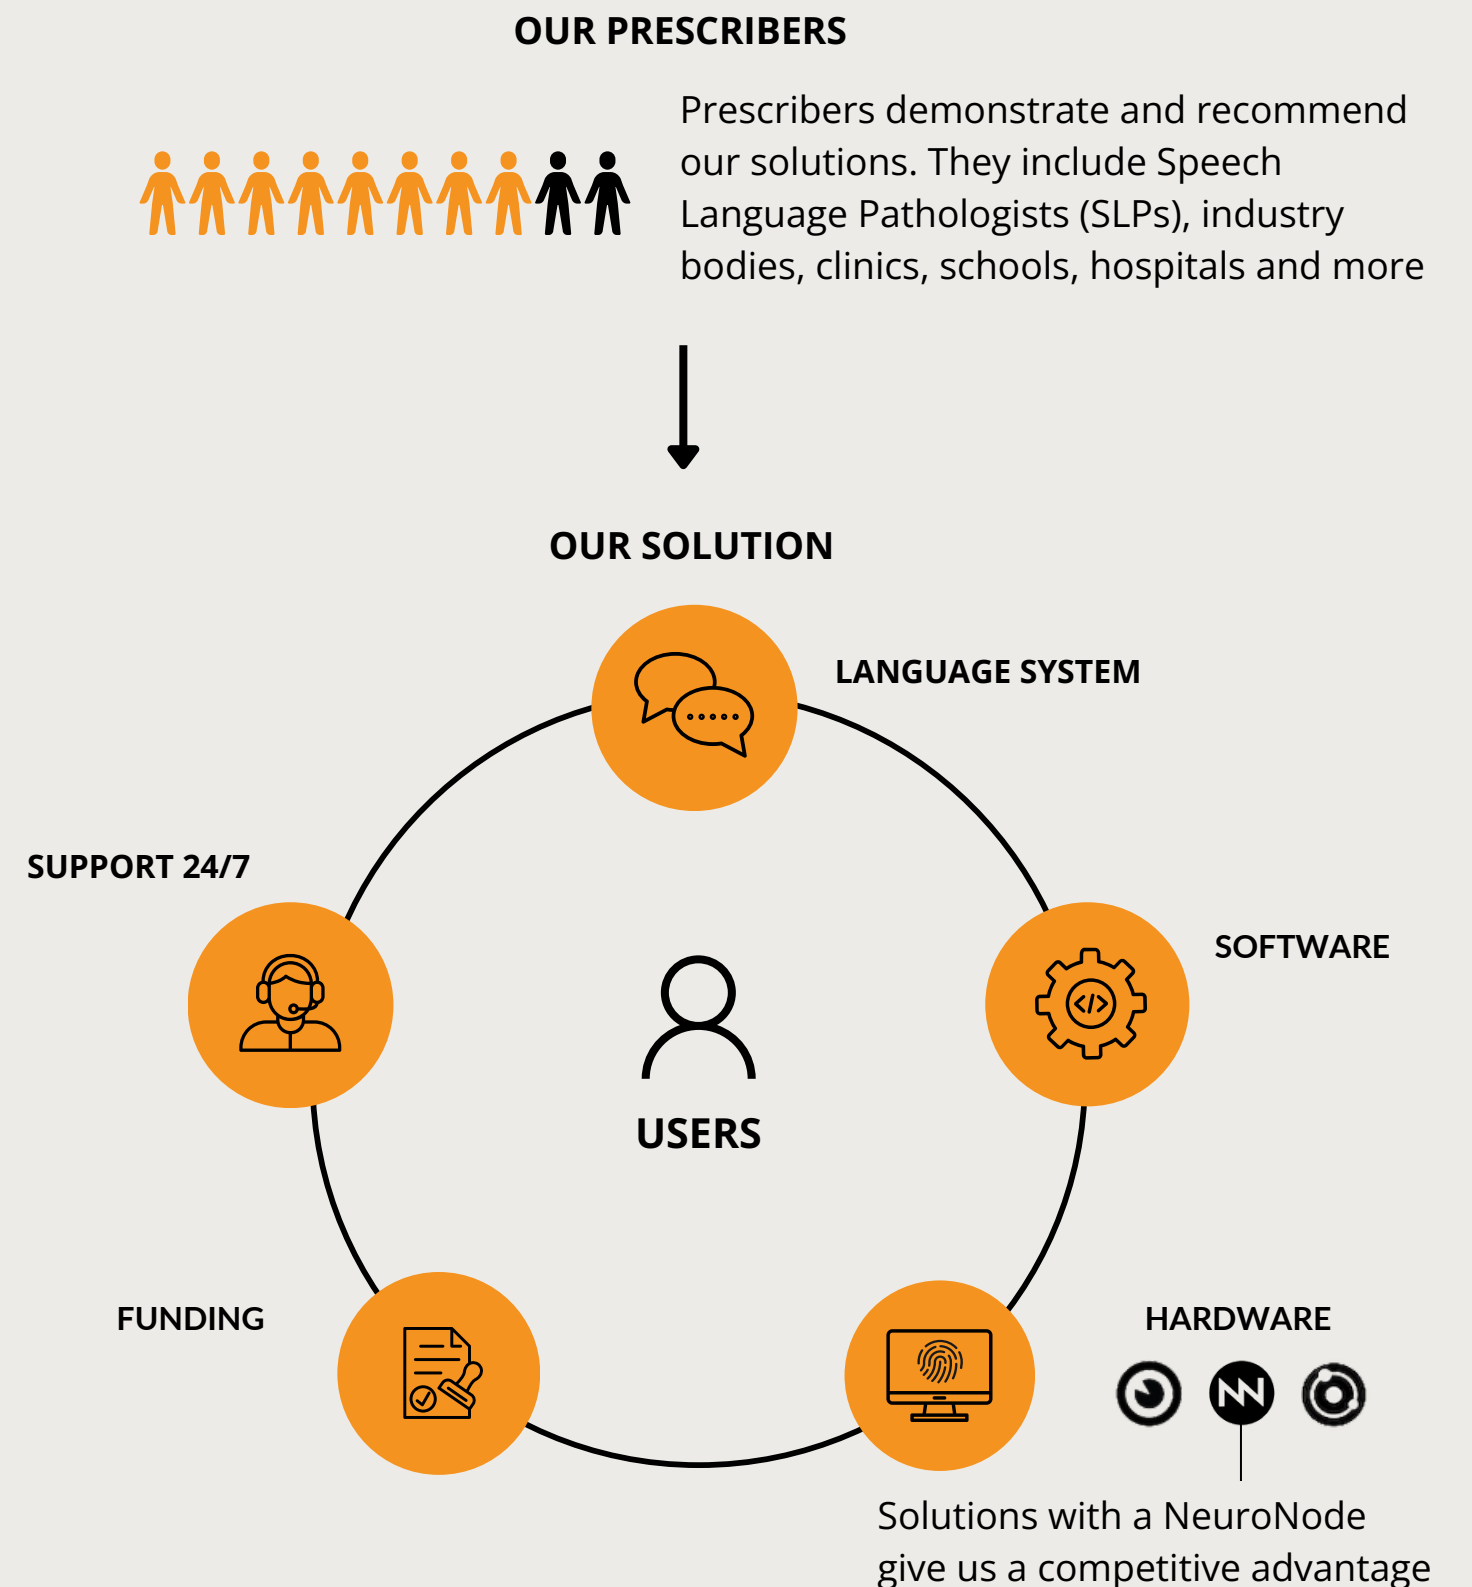 OUR PRESCRIBERS
Prescribers demonstrate and recommend
our solutions. They include Speech
Language Pathologists (SLPs), industry
bodies, clinics, schools, hospitals and more
OUR SOLUTION
LANGUAGE SYSTEM
SUPPORT 24/7
SOFTWARE
USERS
FUNDING
HARDWARE
Solutions with a NeuroNode
give us a competitive advantage